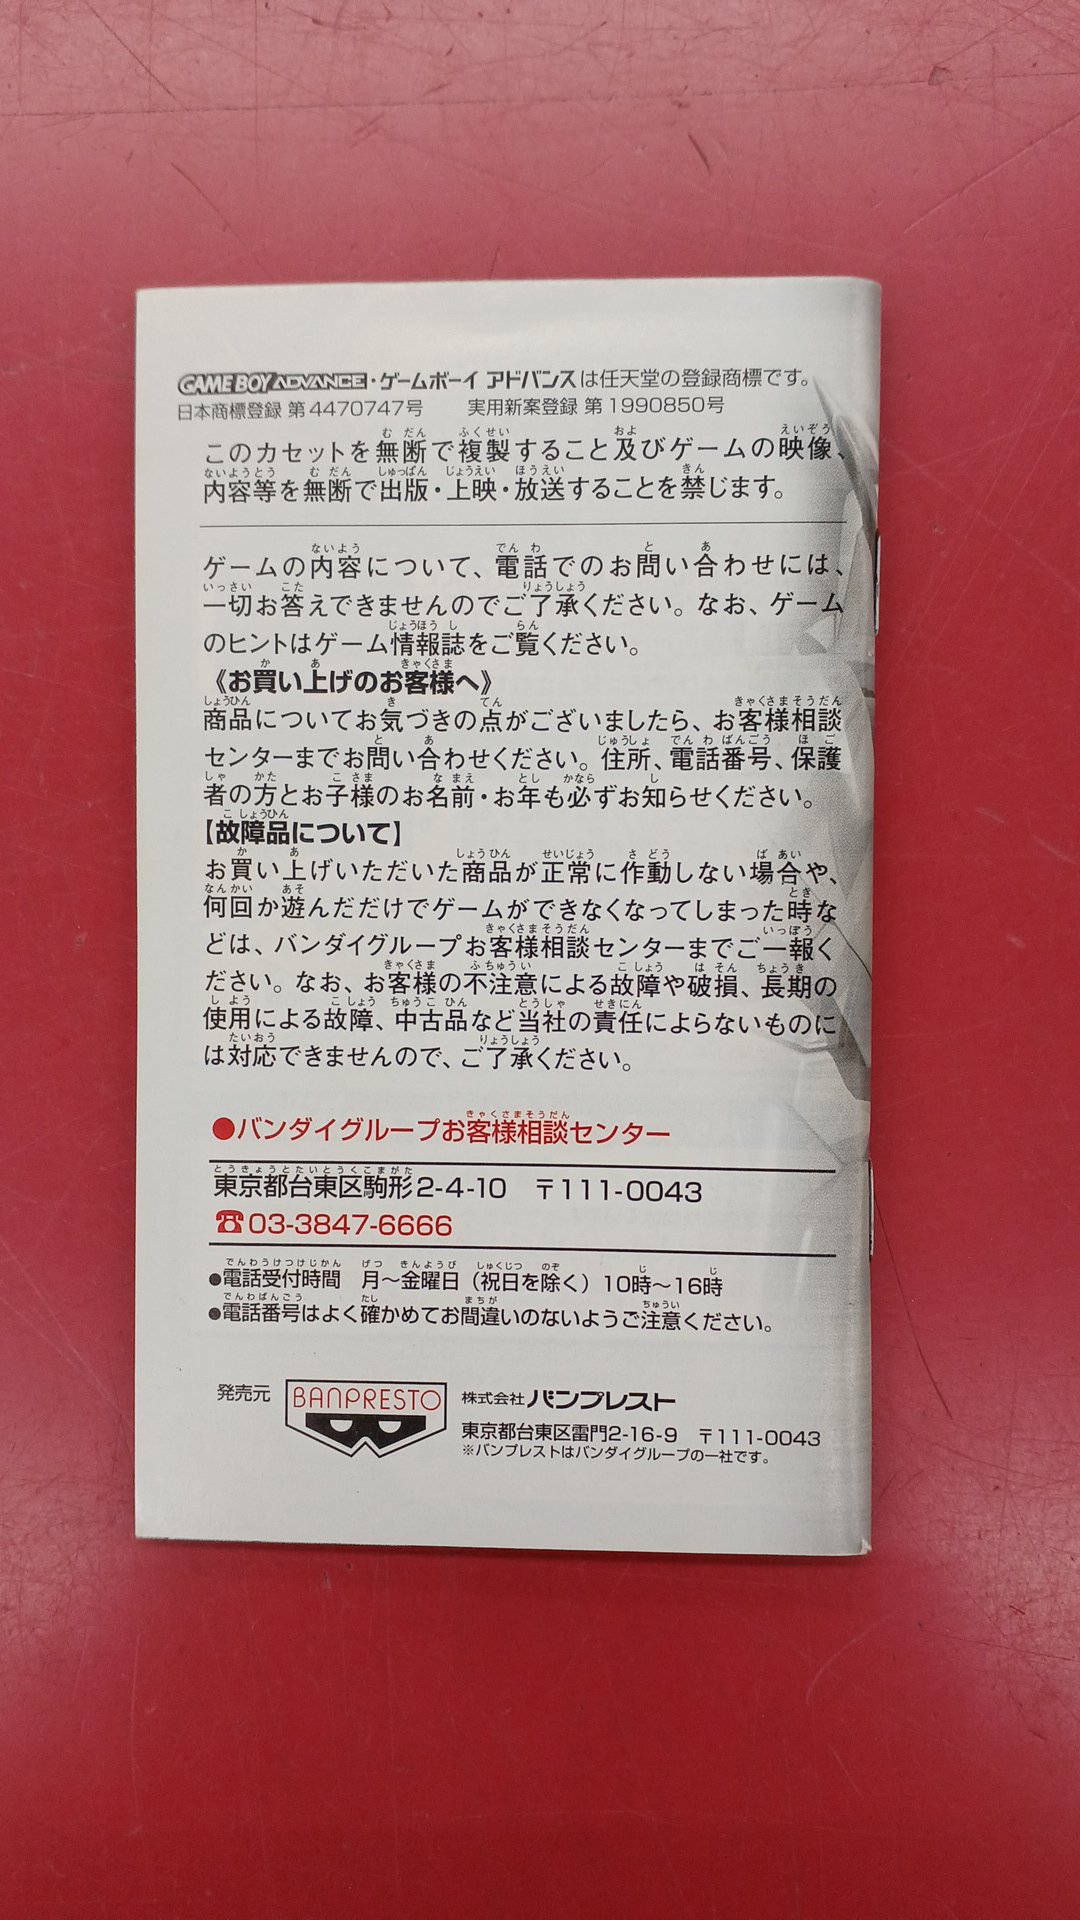 GAME BOY ADVANCE・ゲームボーイ アドバンスは任天堂の登録商標です。
日本商標登録 第4470747号　実用新案登録 第1990850号
このカセットを無断で複製すること及びゲームの映像、
内容等を無断で出版・上映・放送することを禁じます。
ゲームの内容について、電話でのお問い合わせには、
一切お答えできませんのでご了承ください。なお、ゲーム
のヒントはゲーム情報誌をご覧ください。
《お買い上げのお客様へ》
商品についてお気づきの点がございましたら、お客様相談
センターまでお問い合わせください。住所、電話番号、保護
者の方とお子様のお名前・お年も必ずお知らせください。
【故障品について】
お買い上げいただいた商品が正常に作動しない場合や、
何回か遊んだだけでゲームができなくなってしまった時な
どは、バンダイグループお客様相談センターまでご一報く
ださい。なお、お客様の不注意による故障や破損、長期の
使用による故障、中古品など当社の責任によらないものに
は対応できませんので、ご了承ください。
●バンダイグループお客様相談センター
東京都台東区駒形2-4-10　〒111-0043
☎03-3847-6666
●電話受付時間　月〜金曜日（祝日を除く）10時〜16時
●電話番号はよく確かめてお間違いのないようご注意ください。
発売元 BANPRESTO 株式会社バンプレスト
東京都台東区雷門2-16-9　〒111-0043
※バンプレストはバンダイグループの一社です。